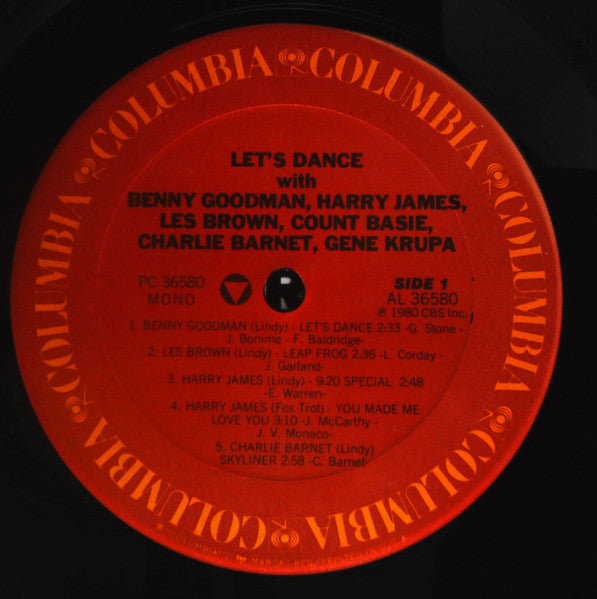 COLUMBIA COLUMBIA COLUMBIA COLUMBIA COLUMBIA COLUMBIA
LET'S DANCE
with
BENNY GOODMAN, HARRY JAMES,
LES BROWN, COUNT BASIE,
CHARLIE BARNET, GENE KRUPA
PC 36580
MONO
SIDE 1
AL 36580
℗ 1980 CBS Inc.
1. BENNY GOODMAN (Lindy) - LET'S DANCE 2:33 -G. Stone -
J. Bonime - F. Baldridge-
2. LES BROWN (Lindy) - LEAP FROG 2:36 -L. Corday -
J. Garland-
3. HARRY JAMES (Lindy) - 9:20 SPECIAL 2:48
-E. Warren-
4. HARRY JAMES (Fox Trot) - YOU MADE ME
LOVE YOU 3:10 -J. McCarthy -
J. V. Monaco-
5. CHARLIE BARNET (Lindy)
SKYLINER 2:58 -C. Barnet-